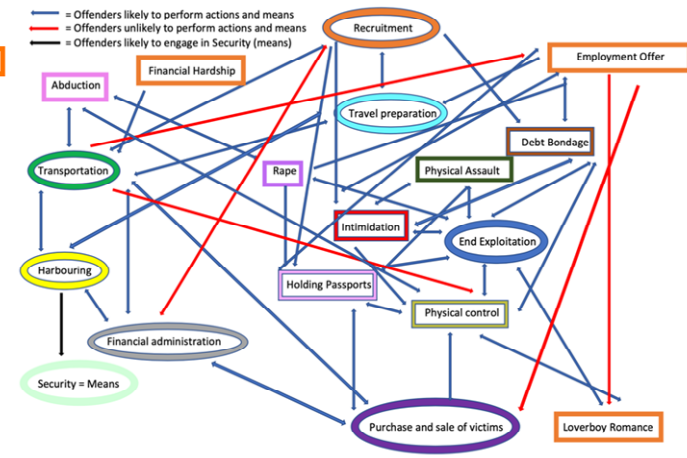 = Offenders likely to perform actions and means
= Offenders unlikely to perform actions and means
= Offenders likely to engage in Security (means)
Recruitment
Employment Offer
Financial Hardship
Abduction
Travel preparation
Debt Bondage
Transportation
Rape
Physical Assault
Intimidation
End Exploitation
Harbouring
Holding Passports
Physical control
Financial administration
Security = Means
Purchase and sale of victims
Loverboy Romance